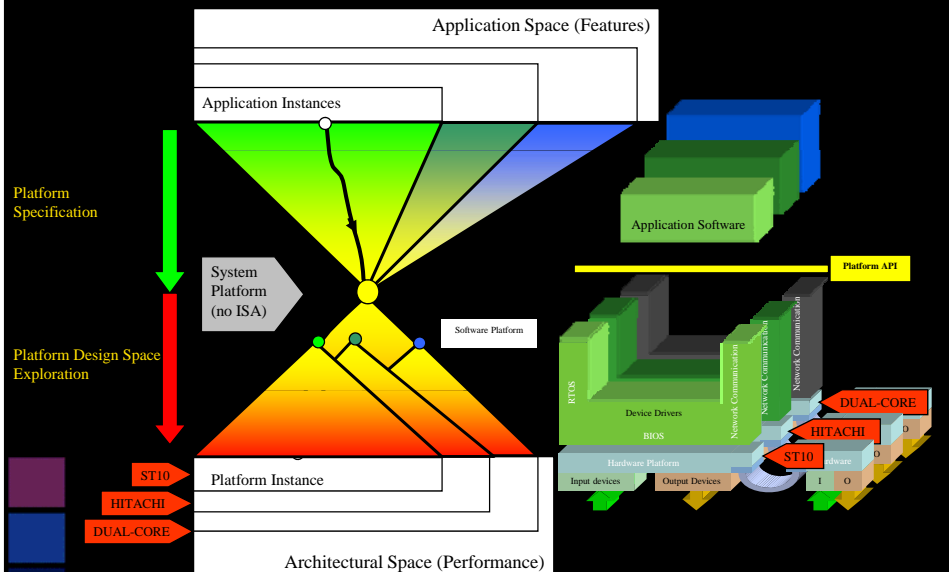 Application Space (Features)
Application Instances
Platform
Specification
System
Platform
(no ISA)
Platform Design Space
Exploration
Software Platform
ST10
Platform Instance
HITACHI
DUAL-CORE
Architectural Space (Performance)
Application Software
Platform API
RTOS
Device Drivers
BIOS
Network Communication
Network Communication
Network Communication
DUAL-CORE
HITACHI
ST10
Hardware Platform
Input devices
Output Devices
I
O
O
O